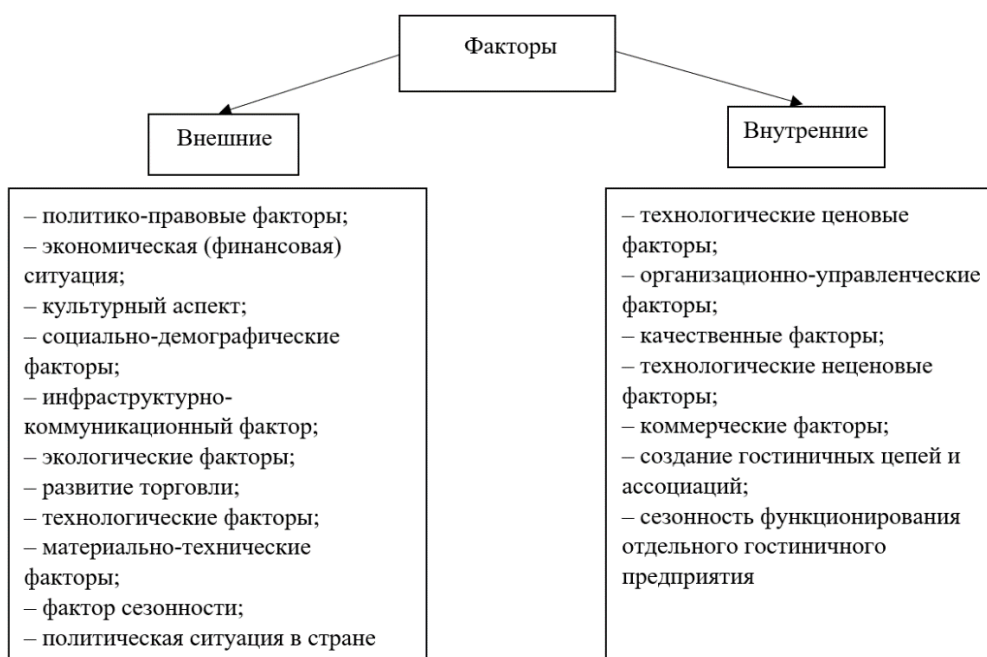 Факторы
Внешние
Внутренние
– политико-правовые факторы;
– экономическая (финансовая)
ситуация;
– культурный аспект;
– социально-демографические
факторы;
– инфраструктурно-
коммуникационный фактор;
– экологические факторы;
– развитие торговли;
– технологические факторы;
– материально-технические
факторы;
– фактор сезонности;
– политическая ситуация в стране
– технологические ценовые
факторы;
– организационно-управленческие
факторы;
– качественные факторы;
– технологические неценовые
факторы;
– коммерческие факторы;
– создание гостиничных цепей и
ассоциаций;
– сезонность функционирования
отдельного гостиничного
предприятия